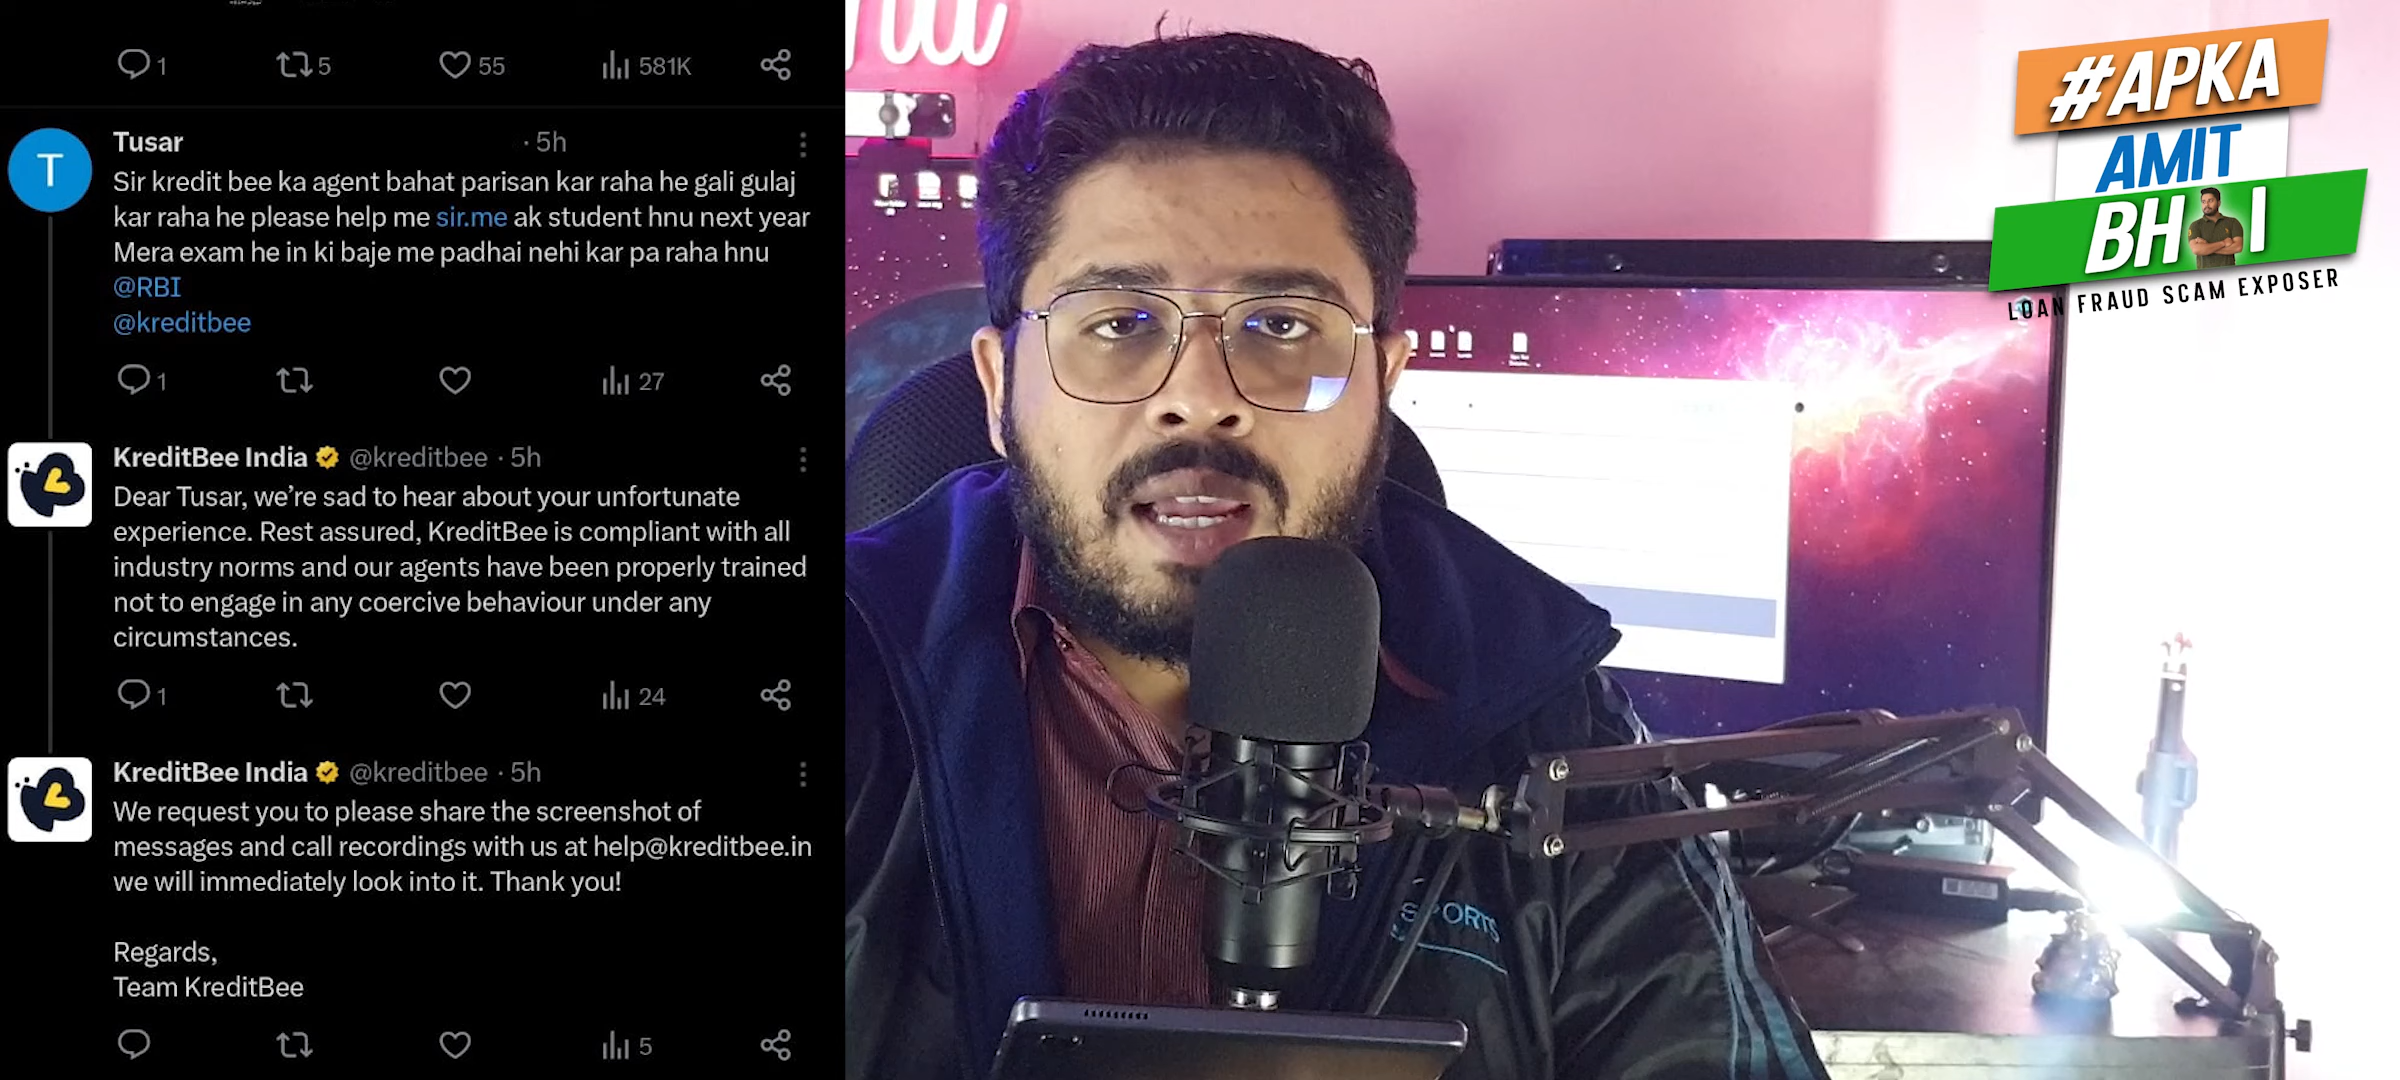 1 5 55 581K
Tusar · 5h
T
Sir kredit bee ka agent bahat parisan kar raha he gali gulaj
kar raha he please help me sir.me ak student hnu next year
Mera exam he in ki baje me padhai nehi kar pa raha hnu
@RBI
@kreditbee
1 27
KreditBee India @kreditbee · 5h
Dear Tusar, we’re sad to hear about your unfortunate
experience. Rest assured, KreditBee is compliant with all
industry norms and our agents have been properly trained
not to engage in any coercive behaviour under any
circumstances.
1 24
KreditBee India @kreditbee · 5h
We request you to please share the screenshot of
messages and call recordings with us at help@kreditbee.in
we will immediately look into it. Thank you!
Regards,
Team KreditBee
5
#APKA
AMIT
BHAI
LOAN FRAUD SCAM EXPOSER
SPORTS